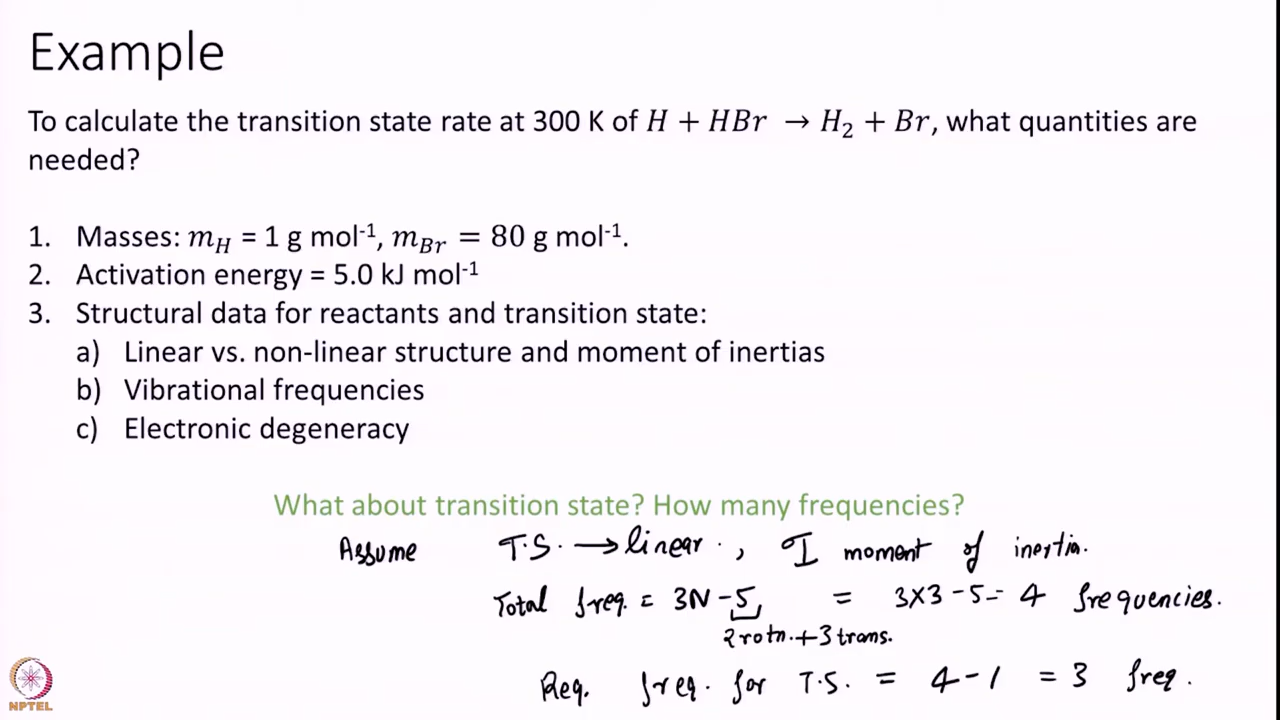 Example
To calculate the transition state rate at 300 K of H + HBr → H₂ + Br, what quantities are
needed?
1. Masses: m_H = 1 g mol⁻¹, m_Br = 80 g mol⁻¹.
2. Activation energy = 5.0 kJ mol⁻¹
3. Structural data for reactants and transition state:
a) Linear vs. non-linear structure and moment of inertias
b) Vibrational frequencies
c) Electronic degeneracy
What about transition state? How many frequencies?
Assume T.S. → linear . , I moment of inertia.
Total freq. = 3N - 5 = 3x3 - 5 = 4 frequencies.
2 rotn. + 3 trans.
Req. freq. for T.S. = 4 - 1 = 3 freq.
NPTEL